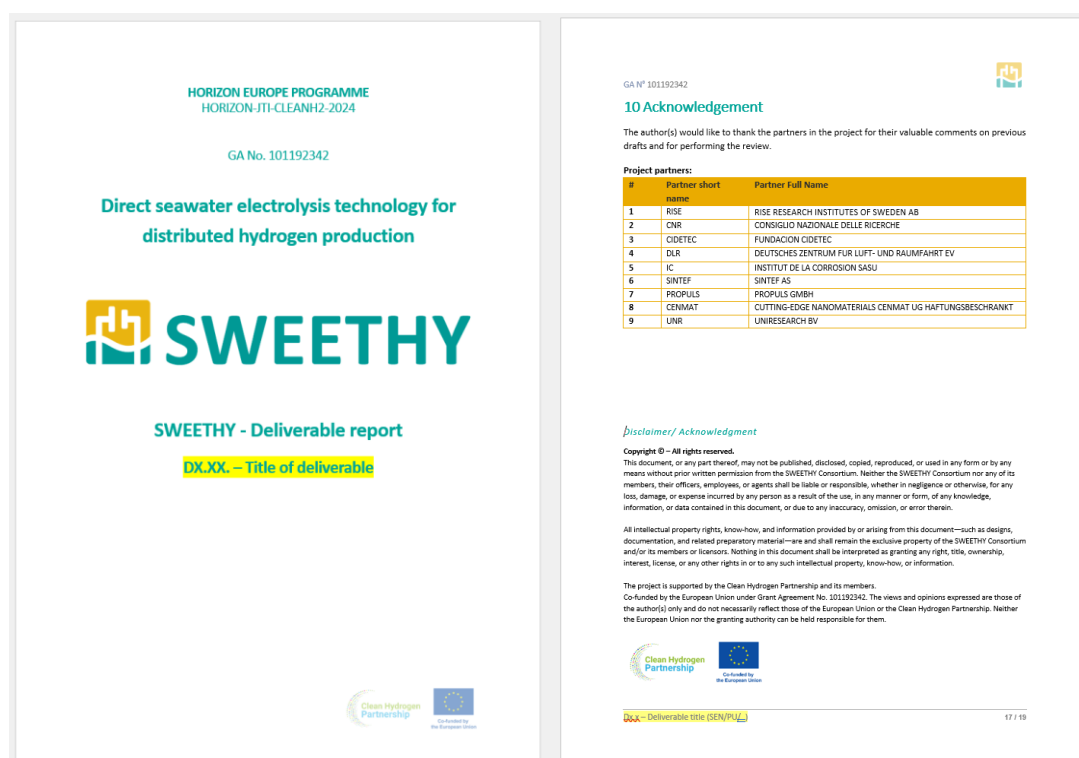 HORIZON EUROPE PROGRAMME
HORIZON-JTI-CLEANH2-2024
GA No. 101192342
Direct seawater electrolysis technology for
distributed hydrogen production
SWEETHY
SWEETHY - Deliverable report
DX.XX. – Title of deliverable
Clean Hydrogen
Partnership
Co-funded by
the European Union
GA N° 101192342
10 Acknowledgement
The author(s) would like to thank the partners in the project for their valuable comments on previous
drafts and for performing the review.
Project partners:
# Partner short Partner Full Name
name
1 RISE RISE RESEARCH INSTITUTES OF SWEDEN AB
2 CNR CONSIGLIO NAZIONALE DELLE RICERCHE
3 CIDETEC FUNDACION CIDETEC
4 DLR DEUTSCHES ZENTRUM FUR LUFT- UND RAUMFAHRT EV
5 IC INSTITUT DE LA CORROSION SASU
6 SINTEF SINTEF AS
7 PROPULS PROPULS GMBH
8 CENMAT CUTTING-EDGE NANOMATERIALS CENMAT UG HAFTUNGSBESCHRANKT
9 UNR UNIRESEARCH BV
Disclaimer/ Acknowledgment
Copyright © – All rights reserved.
This document, or any part thereof, may not be published, disclosed, copied, reproduced, or used in any form or by any
means without prior written permission from the SWEETHY Consortium. Neither the SWEETHY Consortium nor any of its
members, their officers, employees, or agents shall be liable or responsible, whether in negligence or otherwise, for any
loss, damage, or expense incurred by any person as a result of the use, in any manner or form, of any knowledge,
information, or data contained in this document, or due to any inaccuracy, omission, or error therein.
All intellectual property rights, know-how, and information provided by or arising from this document—such as designs,
documentation, and related preparatory material—are and shall remain the exclusive property of the SWEETHY Consortium
and/or its members or licensors. Nothing in this document shall be interpreted as granting any right, title, ownership,
interest, license, or any other rights in or to any such intellectual property, know-how, or information.
The project is supported by the Clean Hydrogen Partnership and its members.
Co-funded by the European Union under Grant Agreement No. 101192342. The views and opinions expressed are those of
the author(s) only and do not necessarily reflect those of the European Union or the Clean Hydrogen Partnership. Neither
the European Union nor the granting authority can be held responsible for them.
Clean Hydrogen
Partnership
Co-funded by
the European Union
Dx.x – Deliverable title (SEN/PU/..) 17 / 19